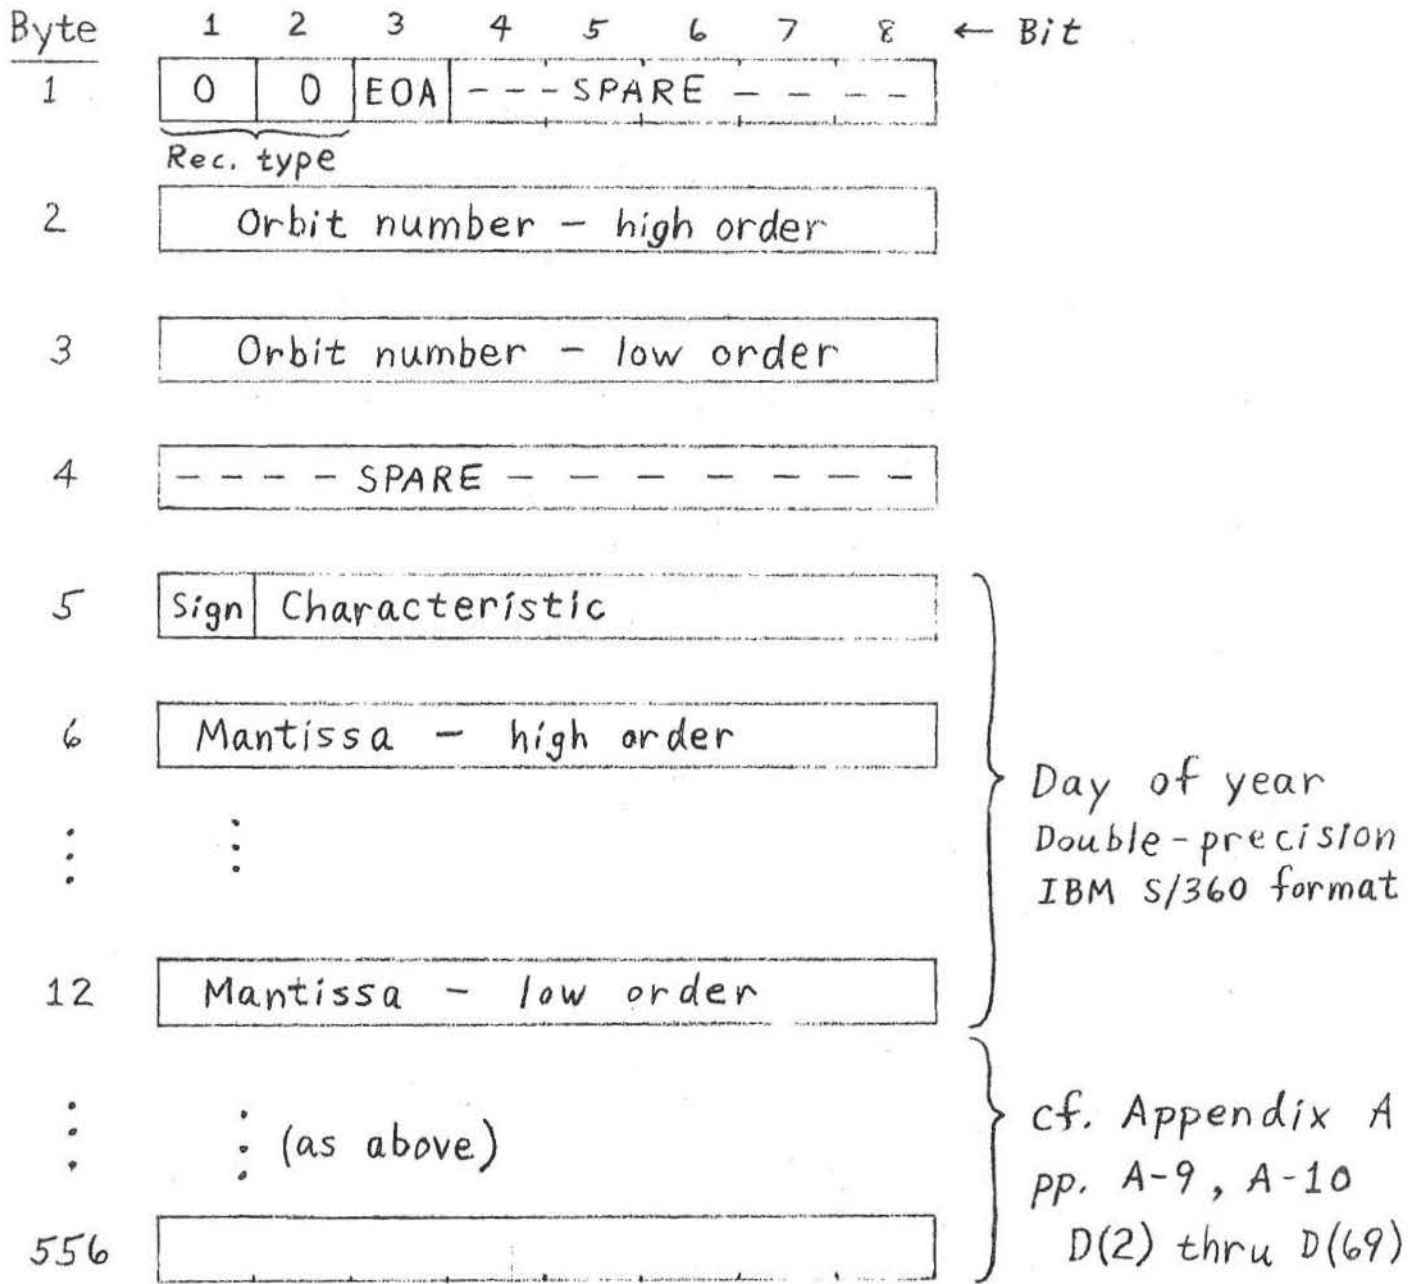 Byte 1 2 3 4 5 6 7 8 ← Bit
1 0 0 EOA - - - SPARE - - - -
Rec. type
2 Orbit number - high order
3 Orbit number - low order
4 - - - - SPARE - - - - - - -
5 Sign Characteristic
6 Mantissa - high order
Day of year
Double-precision
IBM S/360 format
12 Mantissa - low order
(as above)
cf. Appendix A
pp. A-9, A-10
D(2) thru D(69)
556